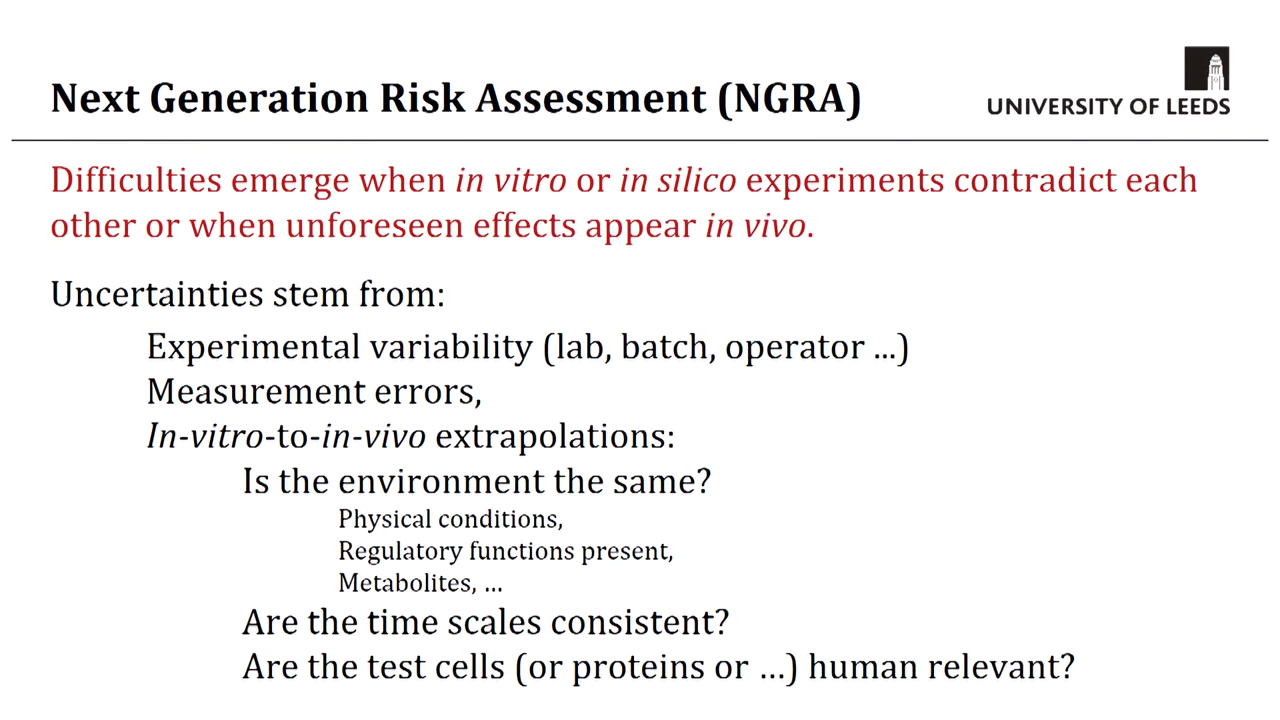 Next Generation Risk Assessment (NGRA)
UNIVERSITY OF LEEDS
Difficulties emerge when in vitro or in silico experiments contradict each
other or when unforeseen effects appear in vivo.
Uncertainties stem from:
Experimental variability (lab, batch, operator ...)
Measurement errors,
In-vitro-to-in-vivo extrapolations:
Is the environment the same?
Physical conditions,
Regulatory functions present,
Metabolites, ...
Are the time scales consistent?
Are the test cells (or proteins or ...) human relevant?